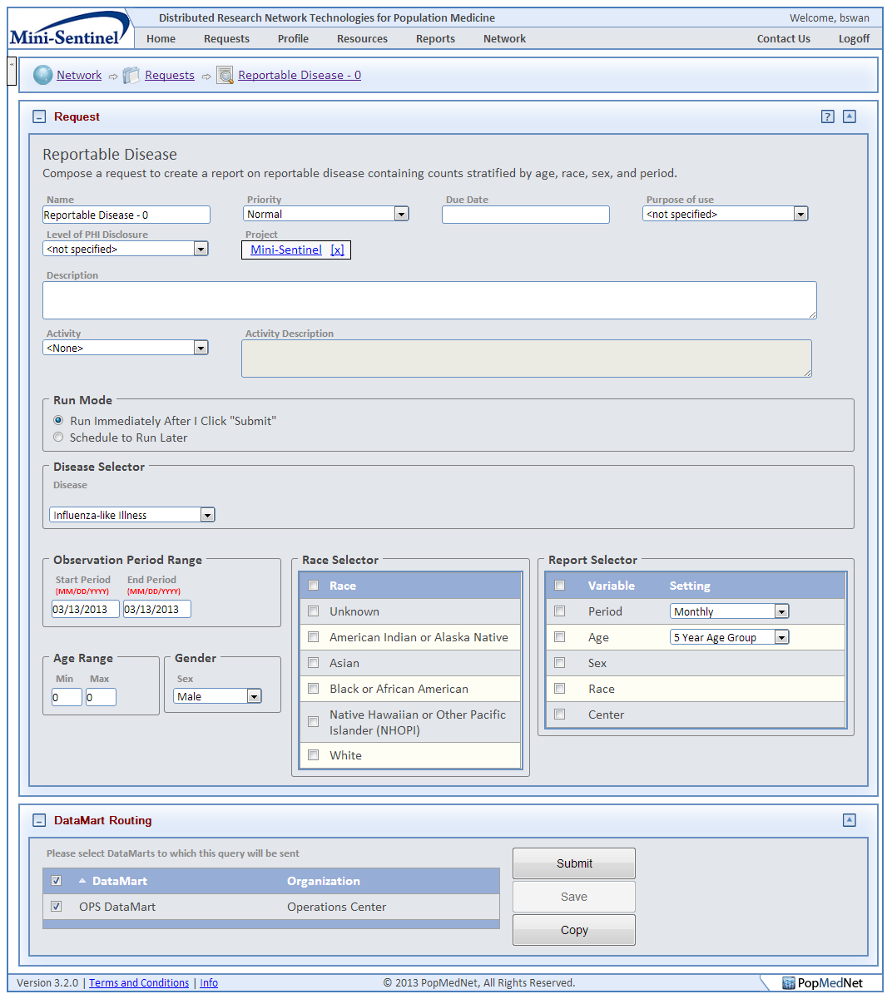 Mini-Sentinel
Distributed Research Network Technologies for Population Medicine
Welcome, bswan
Home Requests Profile Resources Reports Network Contact Us Logoff
Network Requests Reportable Disease - 0
Request
?
Reportable Disease
Compose a request to create a report on reportable disease containing counts stratified by age, race, sex, and period.
Name Priority Due Date Purpose of use
Reportable Disease - 0 Normal <not specified>
Level of PHI Disclosure Project
<not specified> Mini-Sentinel [x]
Description
Activity Activity Description
<None>
Run Mode
Run Immediately After I Click "Submit"
Schedule to Run Later
Disease Selector
Disease
Influenza-like Illness
Observation Period Range
Start Period End Period
(MM/DD/YYYY) (MM/DD/YYYY)
03/13/2013 03/13/2013
Age Range
Min Max
0 0
Gender
Sex
Male
Race Selector
Race
Unknown
American Indian or Alaska Native
Asian
Black or African American
Native Hawaiian or Other Pacific
Islander (NHOPI)
White
Report Selector
Variable Setting
Period Monthly
Age 5 Year Age Group
Sex
Race
Center
DataMart Routing
Please select DataMarts to which this query will be sent
DataMart Organization
OPS DataMart Operations Center
Submit
Save
Copy
Version 3.2.0 | Terms and Conditions | Info
© 2013 PopMedNet, All Rights Reserved.
PopMedNet